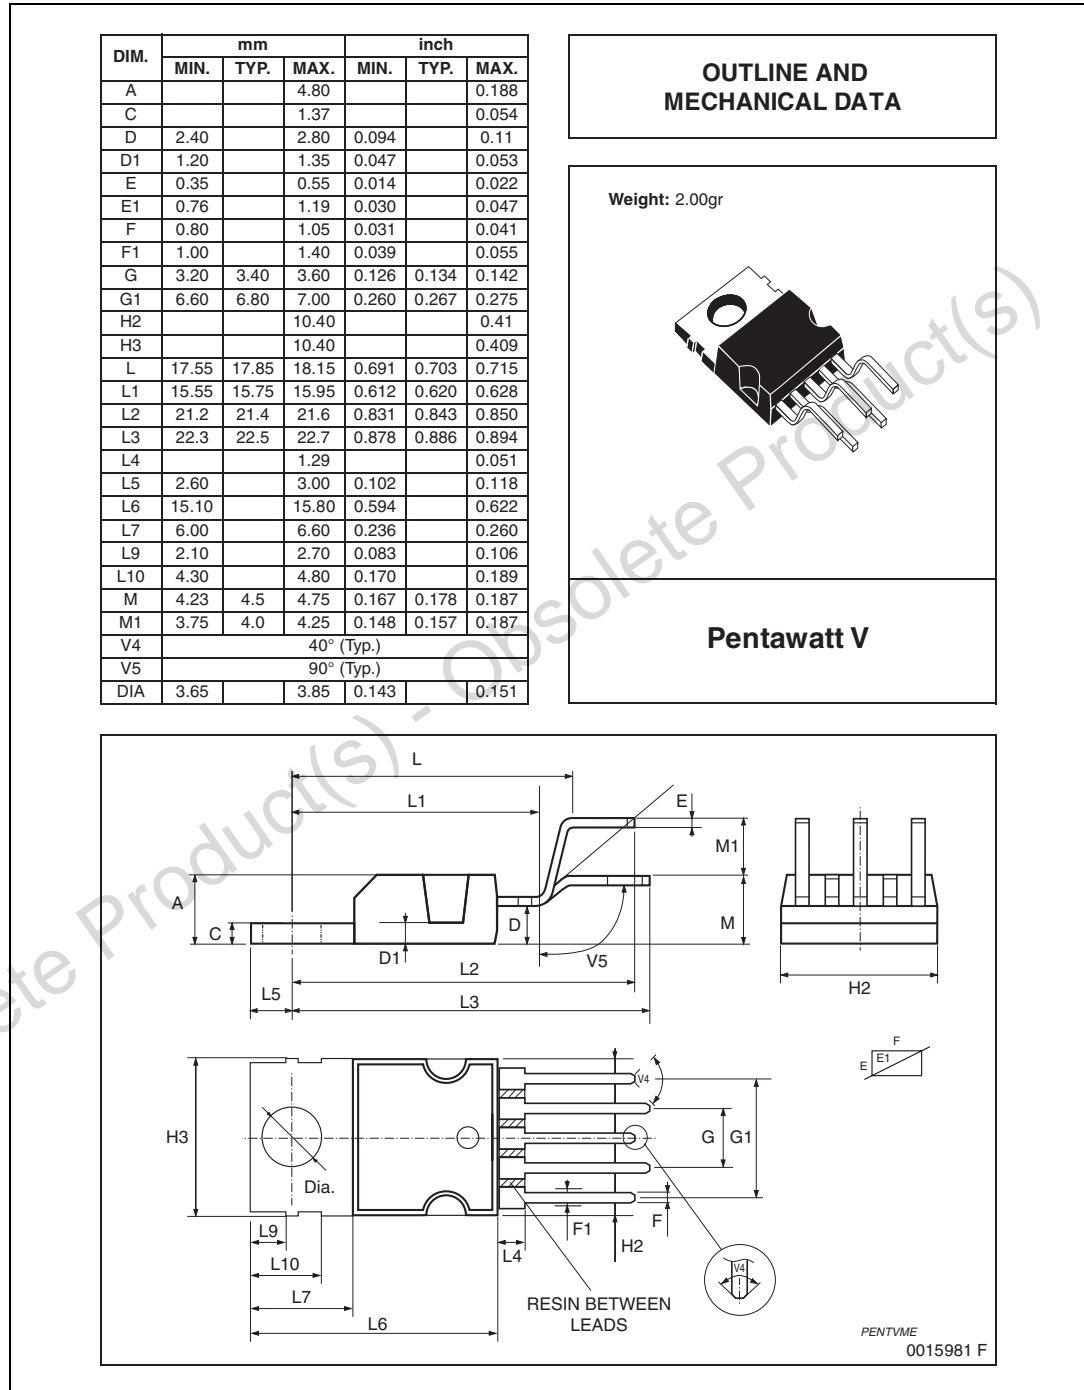 DIM. mm inch
MIN. TYP. MAX. MIN. TYP. MAX.
A 4.80 0.188
C 1.37 0.054
D 2.40 2.80 0.094 0.11
D1 1.20 1.35 0.047 0.053
E 0.35 0.55 0.014 0.022
E1 0.76 1.19 0.030 0.047
F 0.80 1.05 0.031 0.041
F1 1.00 1.40 0.039 0.055
G 3.20 3.40 3.60 0.126 0.134 0.142
G1 6.60 6.80 7.00 0.260 0.267 0.275
H2 10.40 0.41
H3 10.40 0.409
L 17.55 17.85 18.15 0.691 0.703 0.715
L1 15.55 15.75 15.95 0.612 0.620 0.628
L2 21.2 21.4 21.6 0.831 0.843 0.850
L3 22.3 22.5 22.7 0.878 0.886 0.894
L4 1.29 0.051
L5 2.60 3.00 0.102 0.118
L6 15.10 15.80 0.594 0.622
L7 6.00 6.60 0.236 0.260
L9 2.10 2.70 0.083 0.106
L10 4.30 4.80 0.170 0.189
M 4.23 4.5 4.75 0.167 0.178 0.187
M1 3.75 4.0 4.25 0.148 0.157 0.187
V4 40° (Typ.)
V5 90° (Typ.)
DIA 3.65 3.85 0.143 0.151
OUTLINE AND
MECHANICAL DATA
Weight: 2.00gr
Pentawatt V
L
L1
E
M1
A
C
D
M
D1
V5
L2
L5
L3
H2
F
E E1
V4
H3
G G1
Dia.
L9
F1
F
L4
H2
L10
V4
L7
RESIN BETWEEN
LEADS
L6
PENTVME
0015981 F
ete Product(s) - Obsolete Product(s)